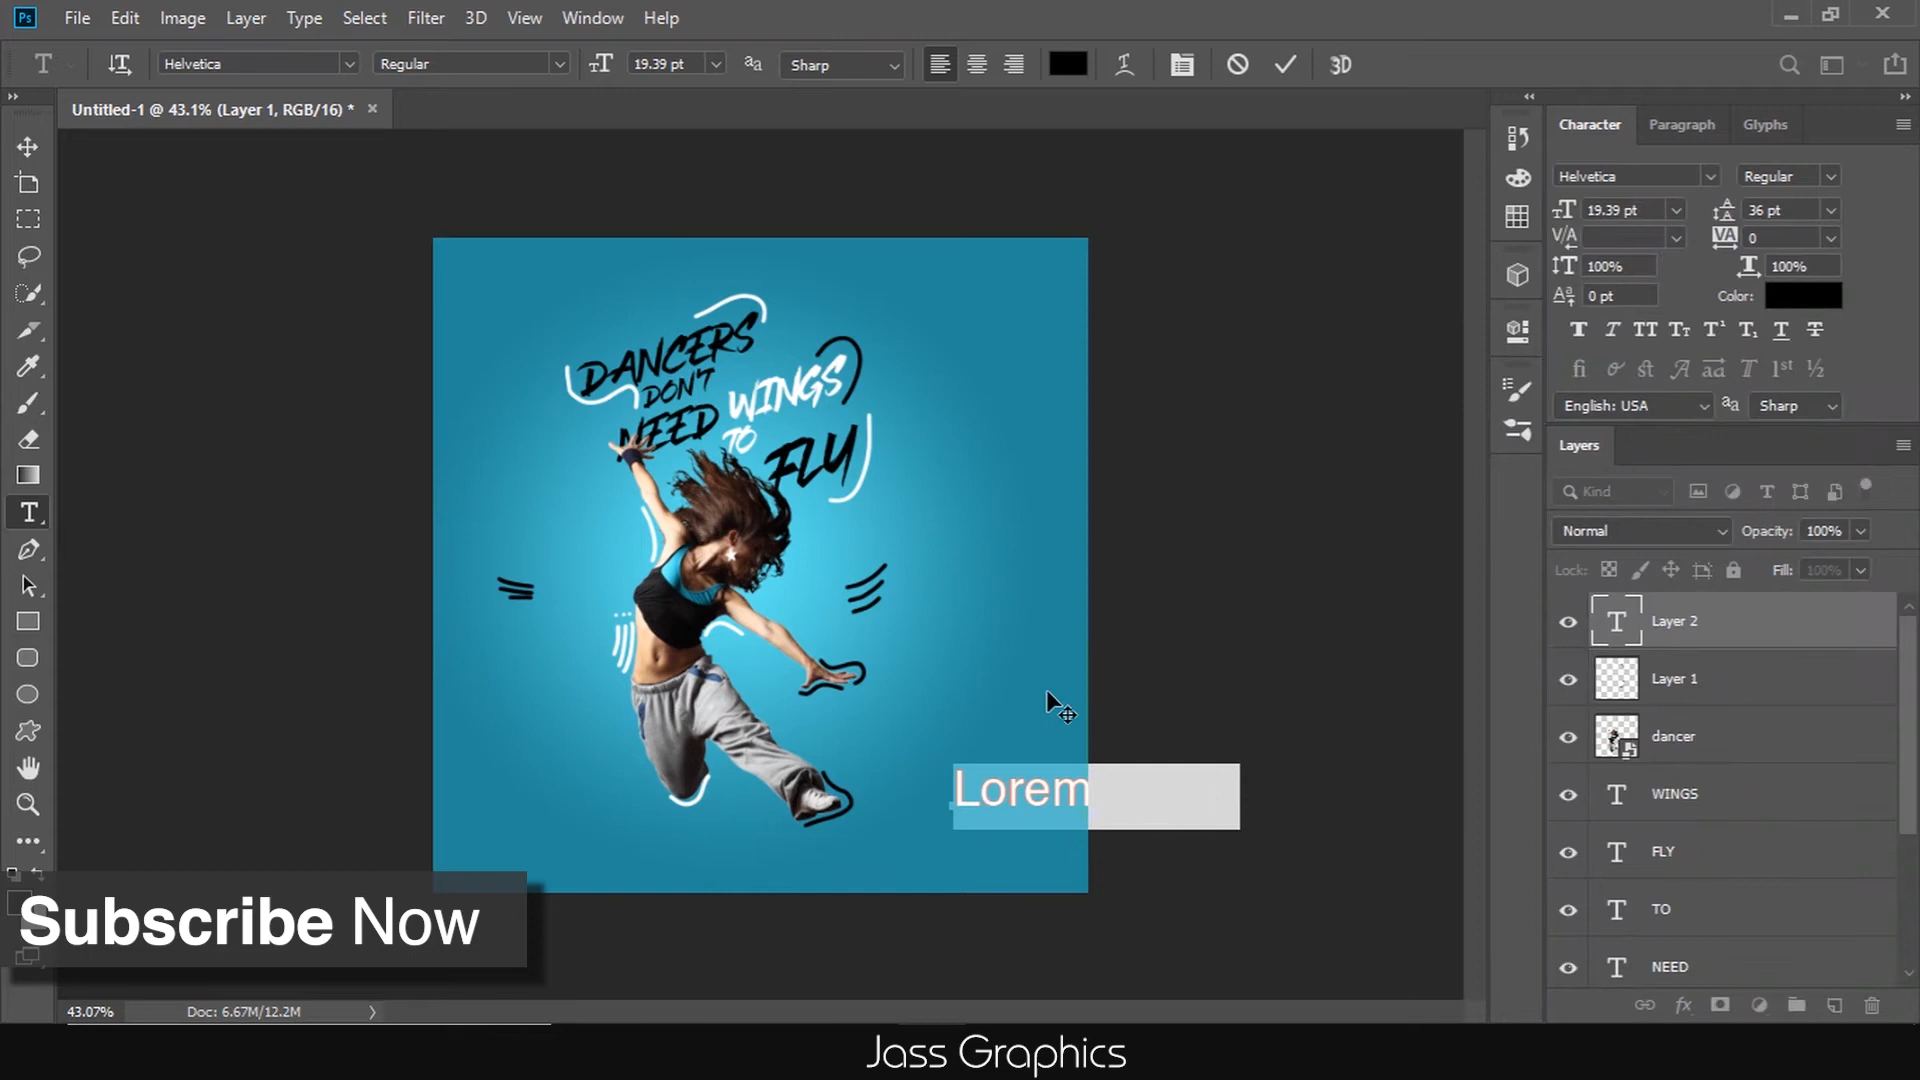 Ps File Edit Image Layer Type Select Filter 3D View Window Help
Helvetica Regular 19.39 pt Sharp 3D
Untitled-1 @ 43.1% (Layer 1, RGB/16) *
Character Paragraph Glyphs
Helvetica Regular
19.39 pt 36 pt
0
100% 100%
0 pt Color:
English: USA Sharp
Layers
Kind
Normal Opacity: 100%
Lock: Fill: 100%
Layer 2
Layer 1
dancer
WINGS
FLY
TO
NEED
DANCERS
DON'T
NEED
WINGS
TO
FLY
Lorem
Subscribe Now
43.07% Doc: 6.67M/12.2M
Jass Graphics